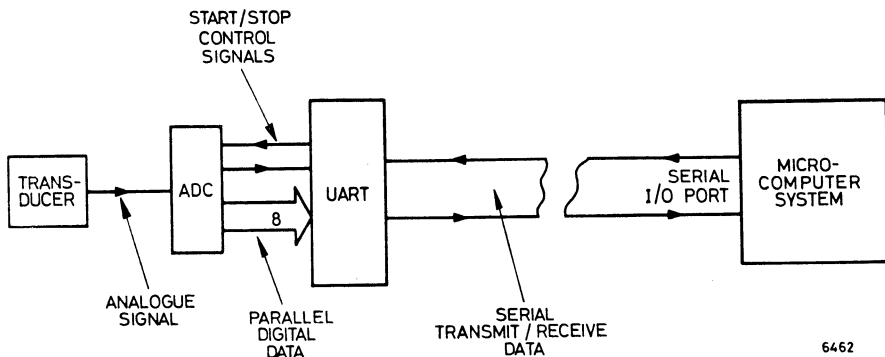 START/STOP
CONTROL
SIGNALS
TRANS-
DUCER
ADC
8
UART
SERIAL
I/O PORT
MICRO-
COMPUTER
SYSTEM
ANALOGUE
SIGNAL
PARALLEL
DIGITAL
DATA
SERIAL
TRANSMIT / RECEIVE
DATA
6462